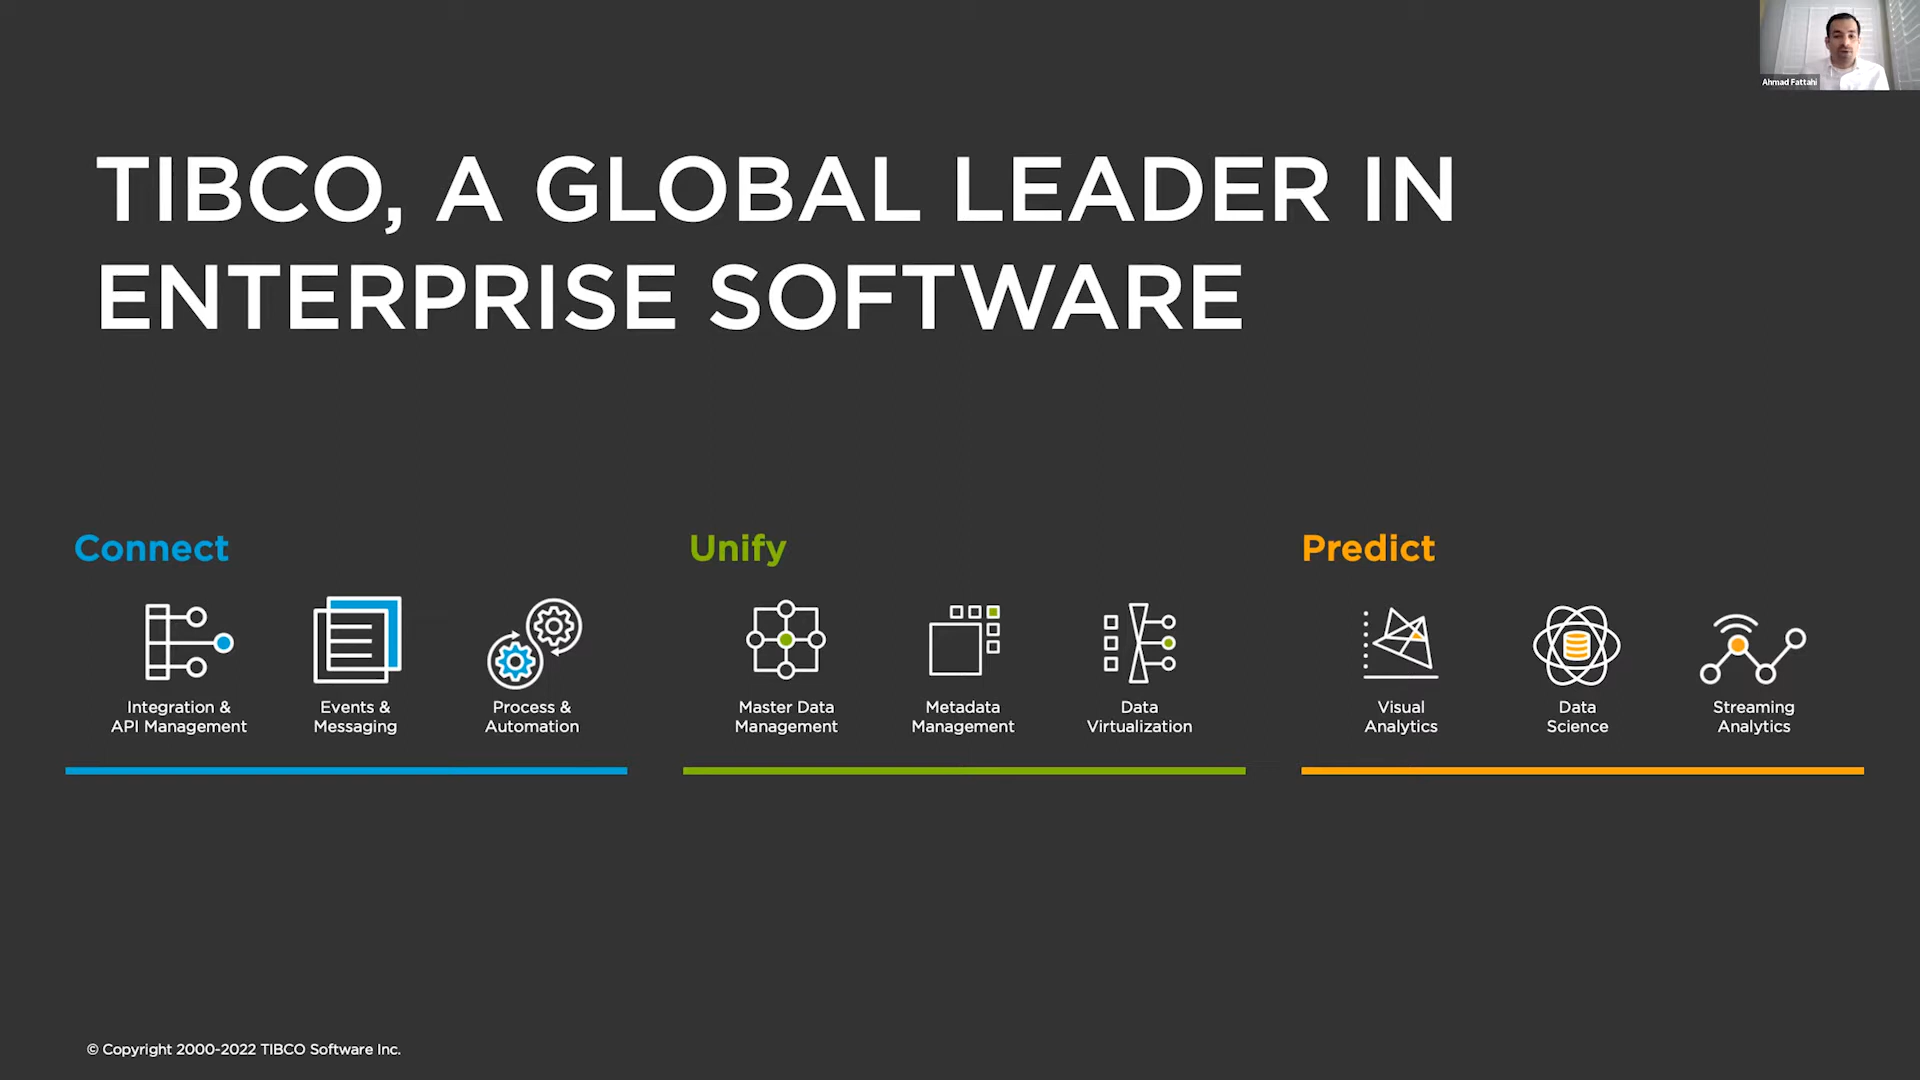 Ahmad Fattahi
TIBCO, A GLOBAL LEADER IN
ENTERPRISE SOFTWARE
Connect
Integration &
API Management
Events &
Messaging
Process &
Automation
Unify
Master Data
Management
Metadata
Management
Data
Virtualization
Predict
Visual
Analytics
Data
Science
Streaming
Analytics
© Copyright 2000-2022 TIBCO Software Inc.